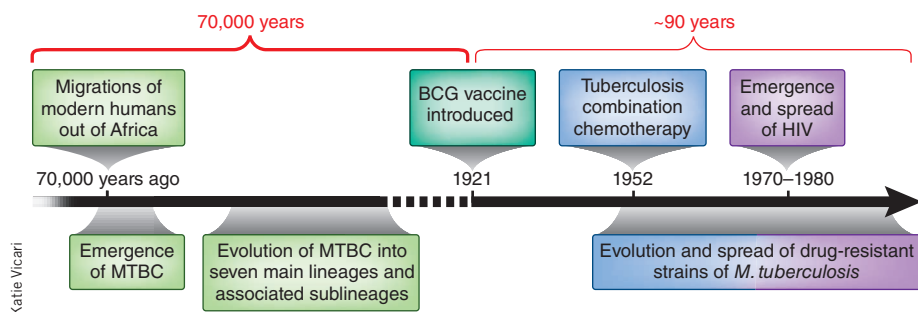 70,000 years
~90 years
Migrations of
modern humans
out of Africa
BCG vaccine
introduced
Tuberculosis
combination
chemotherapy
Emergence
and spread
of HIV
70,000 years ago
1921
1952
1970–1980
Emergence
of MTBC
Evolution of MTBC into
seven main lineages and
associated sublineages
Evolution and spread of drug-resistant
strains of M. tuberculosis
Katie Vicari